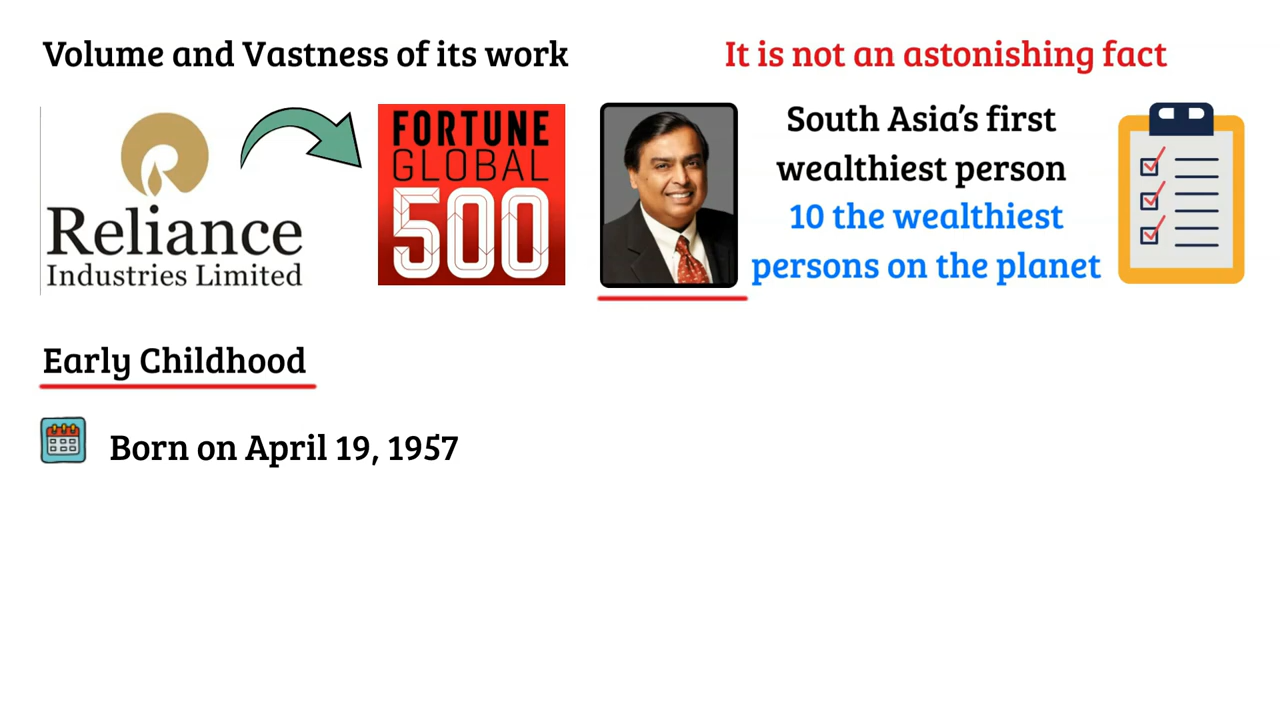 Volume and Vastness of its work
It is not an astonishing fact
Reliance
Industries Limited
FORTUNE
GLOBAL
500
South Asia's first
wealthiest person
10 the wealthiest
persons on the planet
Early Childhood
Born on April 19, 1957